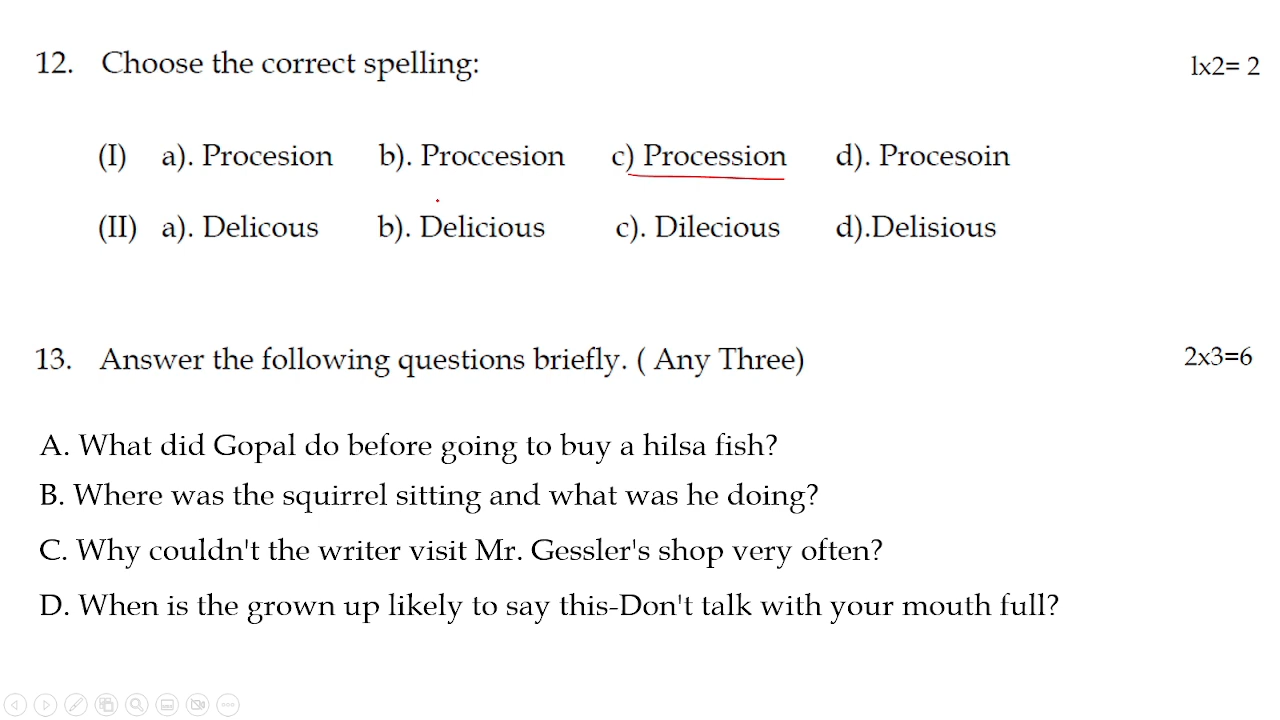 12. Choose the correct spelling: lx2= 2
(I) a). Procesion b). Proccesion c) Procession d). Procesoin
(II) a). Delicous b). Delicious c). Dilecious d).Delisious
13. Answer the following questions briefly. ( Any Three) 2x3=6
A. What did Gopal do before going to buy a hilsa fish?
B. Where was the squirrel sitting and what was he doing?
C. Why couldn't the writer visit Mr. Gessler's shop very often?
D. When is the grown up likely to say this-Don't talk with your mouth full?